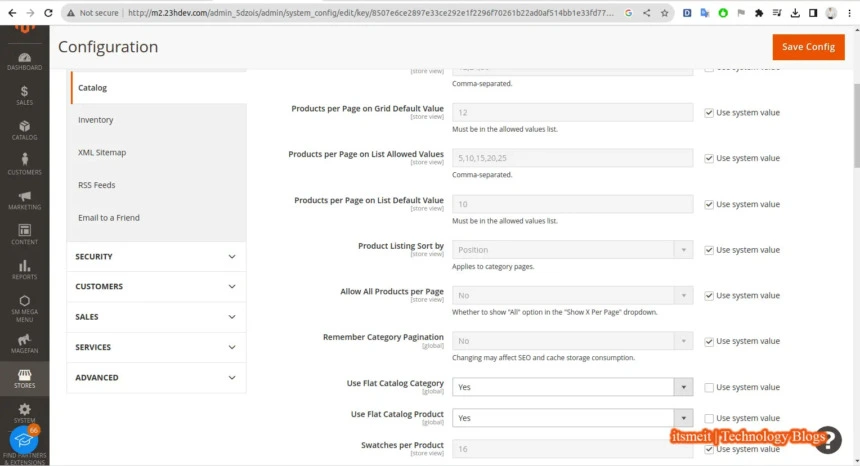 Not secure
http://m2.23hdev.com/admin_5dzois/admin/system_config/edit/key/8507e6ce2897e33ce292e1f2296f70261b22ad0af514bb1e33fd77...
Configuration
Save Config
DASHBOARD
SALES
CATALOG
CUSTOMERS
MARKETING
CONTENT
REPORTS
SM MEGA
MENU
MAGEFAN
STORES
SYSTEM
66
FIND PARTNERS
& EXTENSIONS
Catalog
Inventory
XML Sitemap
RSS Feeds
Email to a Friend
SECURITY
CUSTOMERS
SALES
SERVICES
ADVANCED
[store view]
Use system value
Comma-separated.
Products per Page on Grid Default Value
[store view]
12
Use system value
Must be in the allowed values list.
Products per Page on List Allowed Values
[store view]
5,10,15,20,25
Use system value
Comma-separated.
Products per Page on List Default Value
[store view]
10
Use system value
Must be in the allowed values list.
Product Listing Sort by
[store view]
Position
Use system value
Applies to category pages.
Allow All Products per Page
[store view]
No
Use system value
Whether to show "All" option in the "Show X Per Page" dropdown.
Remember Category Pagination
[global]
No
Use system value
Changing may affect SEO and cache storage consumption.
Use Flat Catalog Category
[global]
Yes
Use system value
Use Flat Catalog Product
[global]
Yes
Use system value
Swatches per Product
[store view]
16
Use system value
itsmeit | Technology Blogs
?